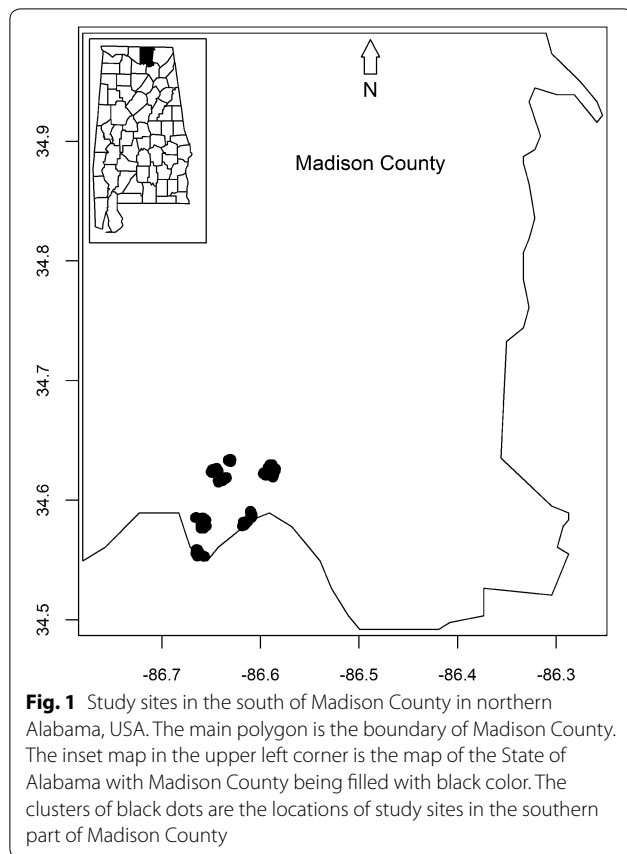 N
Madison County
34.9
34.8
34.7
34.6
34.5
-86.7 -86.6 -86.5 -86.4 -86.3
Fig. 1 Study sites in the south of Madison County in northern
Alabama, USA. The main polygon is the boundary of Madison County.
The inset map in the upper left corner is the map of the State of
Alabama with Madison County being filled with black color. The
clusters of black dots are the locations of study sites in the southern
part of Madison County